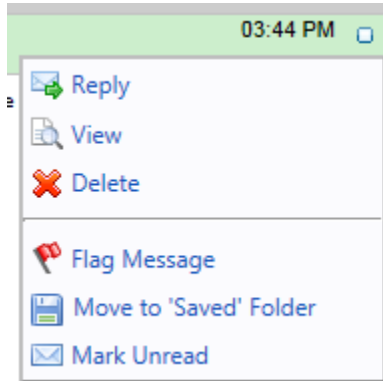 03:44 PM
e
Reply
View
Delete
Flag Message
Move to 'Saved' Folder
Mark Unread